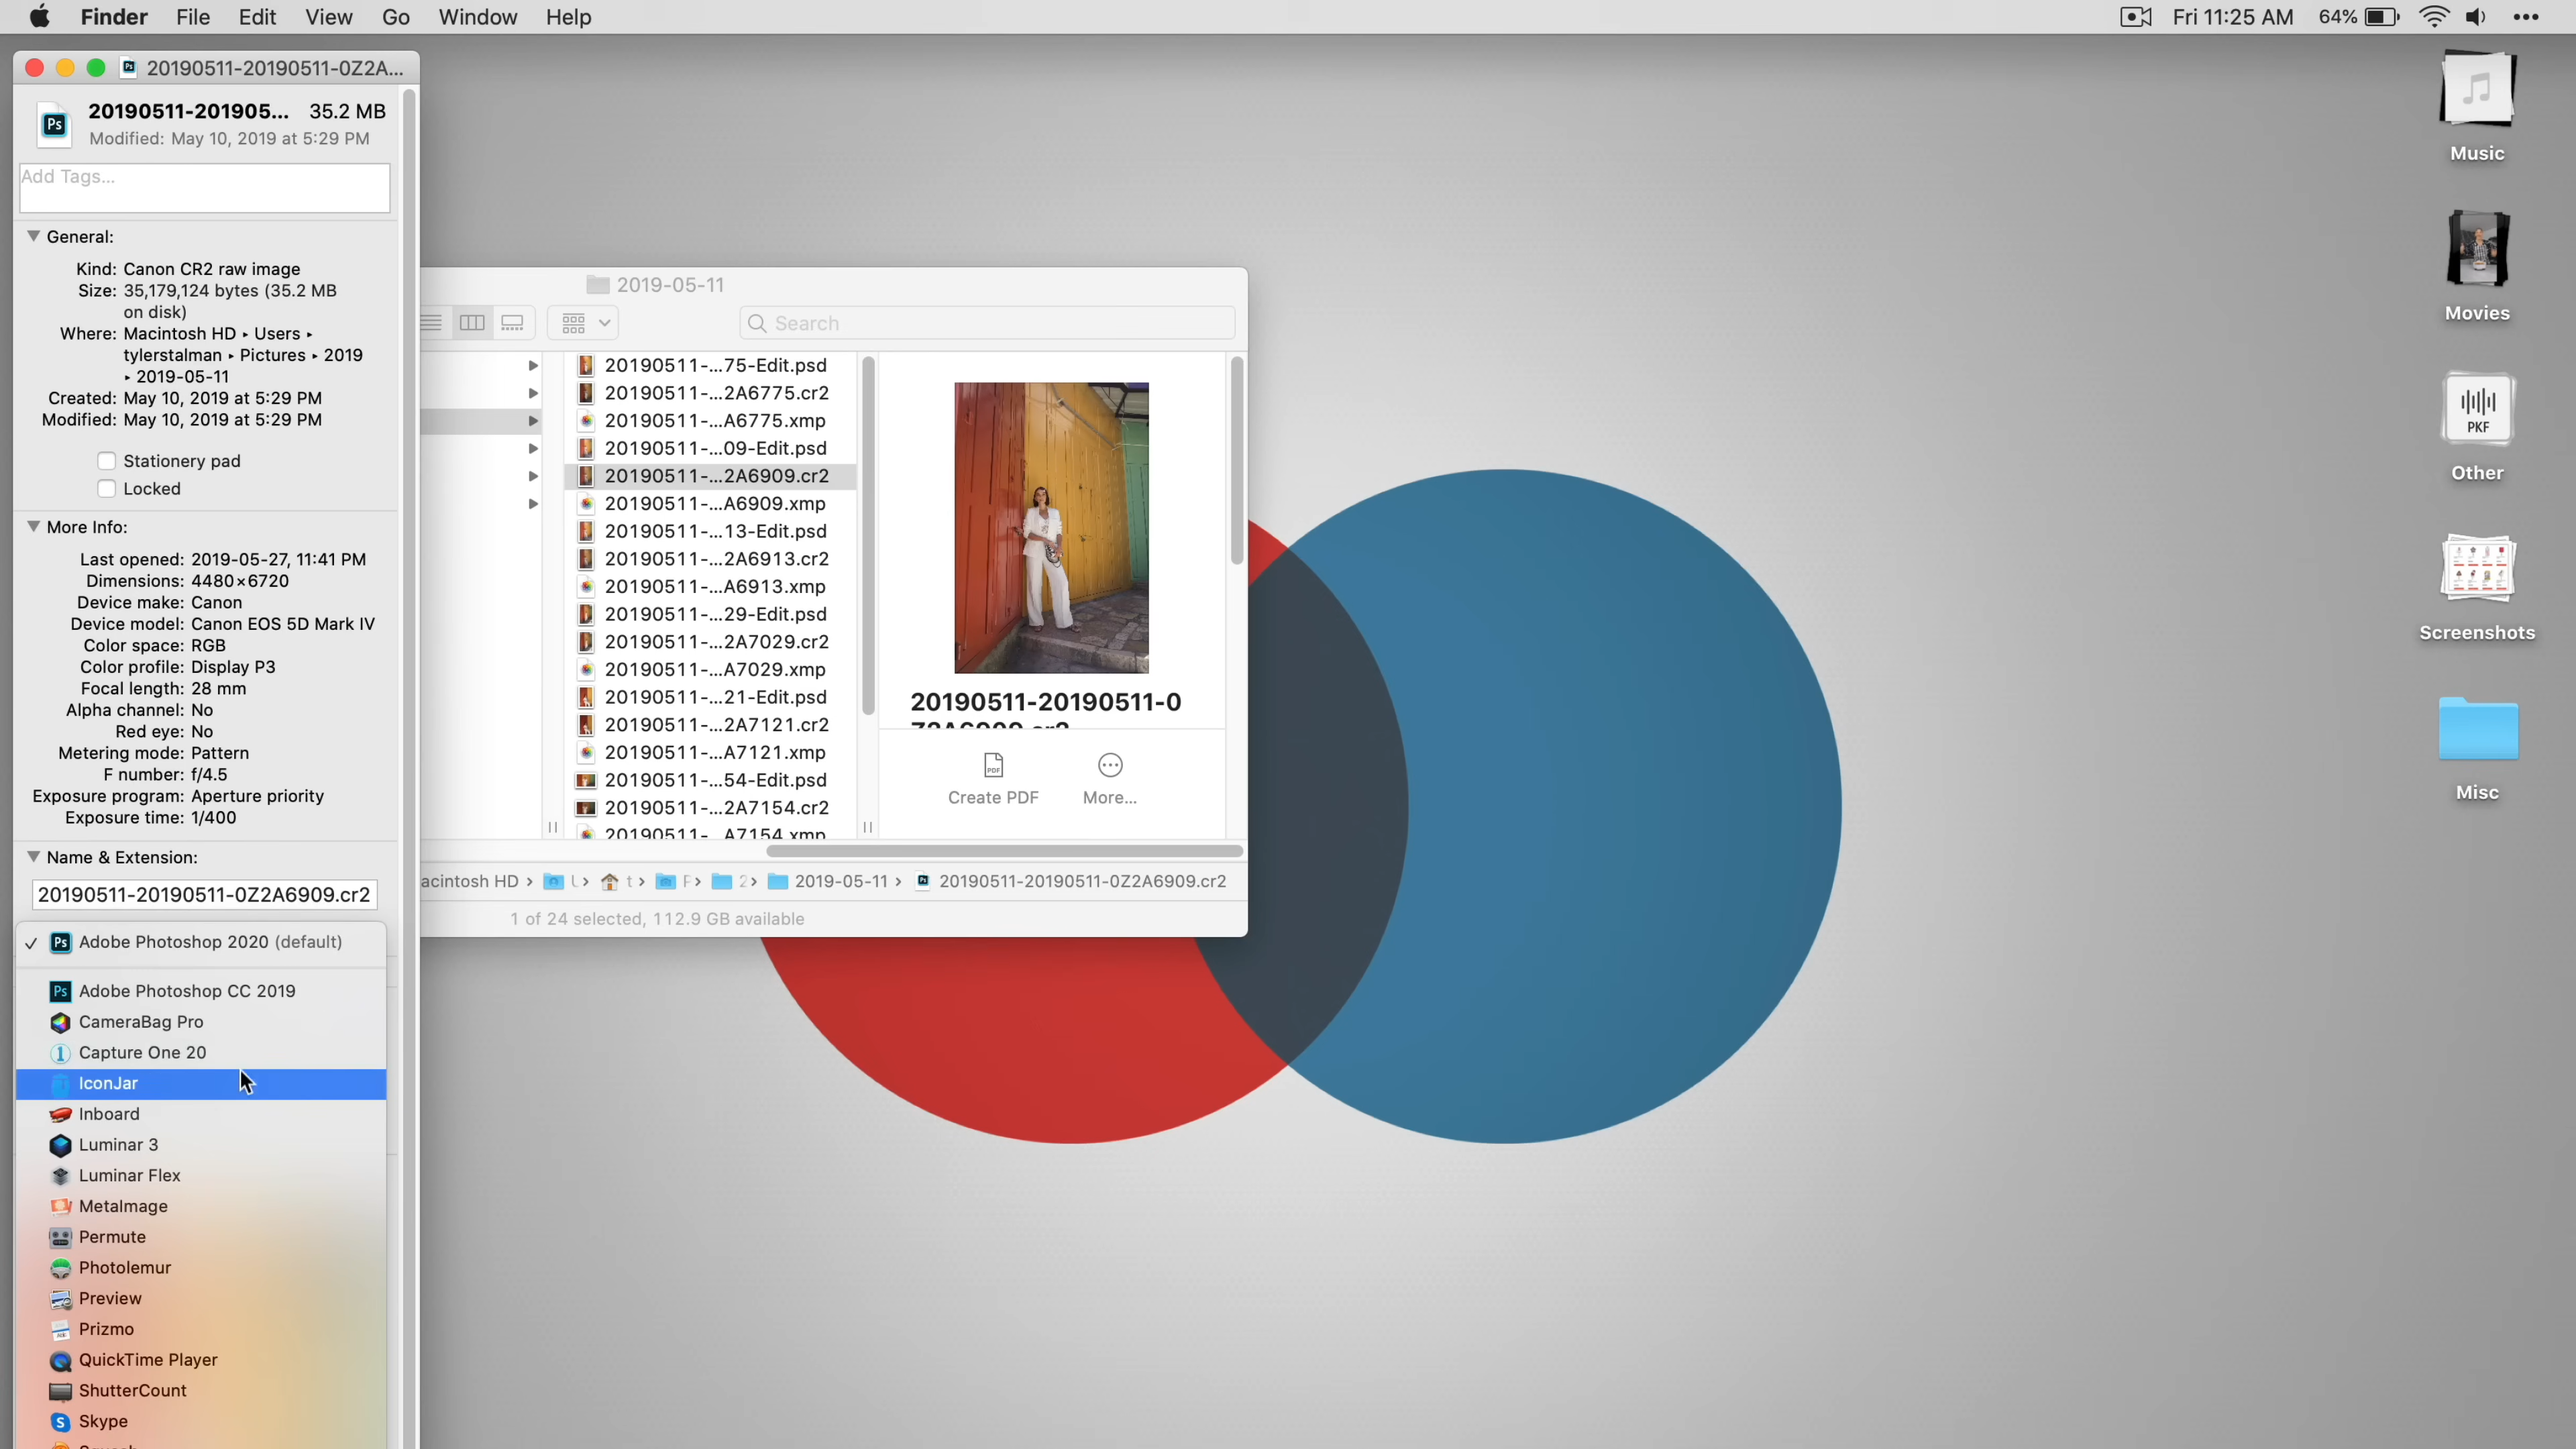 Finder File Edit View Go Window Help
Fri 11:25 AM 64%
20190511-20190511-0Z2A...
20190511-201905... 35.2 MB
Modified: May 10, 2019 at 5:29 PM
Add Tags...
General:
Kind: Canon CR2 raw image
Size: 35,179,124 bytes (35.2 MB
on disk)
Where: Macintosh HD ▸ Users ▸
tylerstalman ▸ Pictures ▸ 2019
▸ 2019-05-11
Created: May 10, 2019 at 5:29 PM
Modified: May 10, 2019 at 5:29 PM
Stationery pad
Locked
More Info:
Last opened: 2019-05-27, 11:41 PM
Dimensions: 4480×6720
Device make: Canon
Device model: Canon EOS 5D Mark IV
Color space: RGB
Color profile: Display P3
Focal length: 28 mm
Alpha channel: No
Red eye: No
Metering mode: Pattern
F number: f/4.5
Exposure program: Aperture priority
Exposure time: 1/400
Name & Extension:
20190511-20190511-0Z2A6909.cr2
Ps Adobe Photoshop 2020 (default)
Ps Adobe Photoshop CC 2019
CameraBag Pro
Capture One 20
IconJar
Inboard
Luminar 3
Luminar Flex
MetaImage
Permute
Photolemur
Preview
Prizmo
QuickTime Player
ShutterCount
Skype
2019-05-11
Search
20190511-...75-Edit.psd
20190511-...2A6775.cr2
20190511-...A6775.xmp
20190511-...09-Edit.psd
20190511-...2A6909.cr2
20190511-...A6909.xmp
20190511-...13-Edit.psd
20190511-...2A6913.cr2
20190511-...A6913.xmp
20190511-...29-Edit.psd
20190511-...2A7029.cr2
20190511-...A7029.xmp
20190511-...21-Edit.psd
20190511-...2A7121.cr2
20190511-...A7121.xmp
20190511-...54-Edit.psd
20190511-...2A7154.cr2
20190511-...A7154.xmp
20190511-20190511-0
Z2A6909.cr2
PDF
Create PDF More...
acintosh HD › t › 2019-05-11 › 20190511-20190511-0Z2A6909.cr2
1 of 24 selected, 112.9 GB available
Music
Movies
PKF
Other
Screenshots
Misc